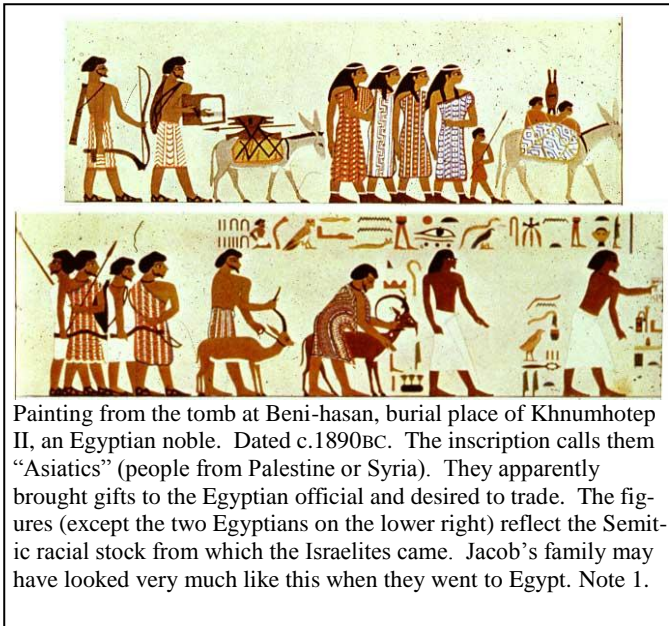 Painting from the tomb at Beni-hasan, burial place of Khnumhotep
II, an Egyptian noble.  Dated c.1890BC.  The inscription calls them
“Asiatics” (people from Palestine or Syria).  They apparently
brought gifts to the Egyptian official and desired to trade.  The fig-
ures (except the two Egyptians on the lower right) reflect the Semit-
ic racial stock from which the Israelites came.  Jacob’s family may
have looked very much like this when they went to Egypt. Note 1.